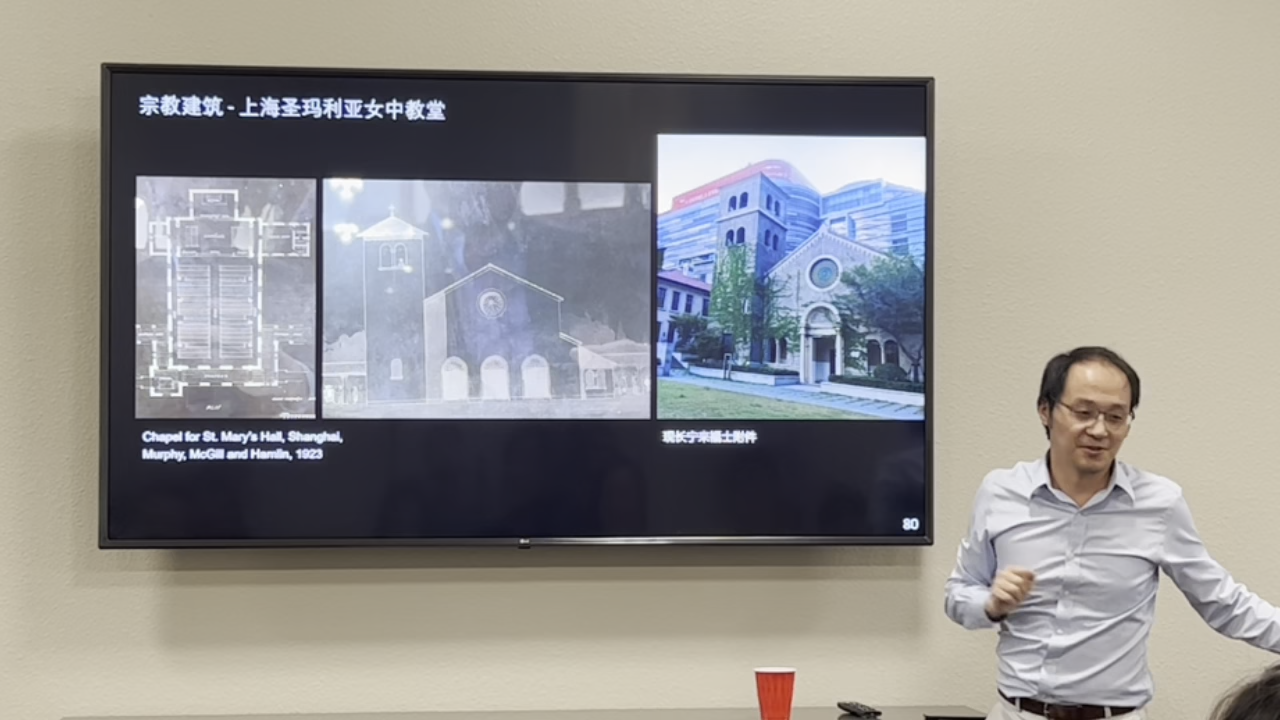 宗教建筑 - 上海圣玛利亚女中教堂
Chapel for St. Mary's Hall, Shanghai,
Murphy, McGill and Hamlin, 1923
现长宁来福士附件
80
LG